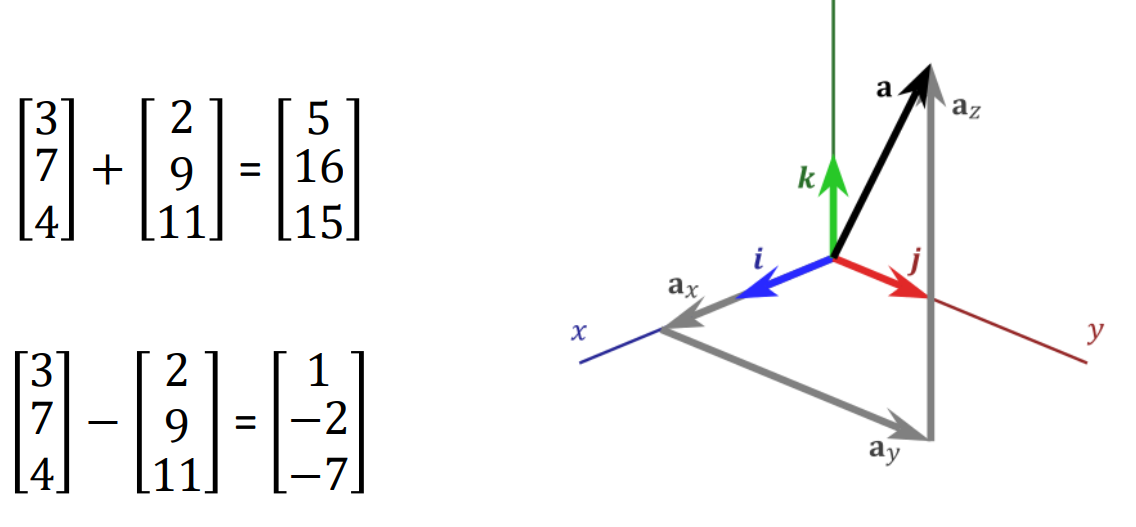 [3 7 4] + [2 9 11] = [5 16 15]
[3 7 4] − [2 9 11] = [1 −2 −7]
a
a_z
k
i
j
a_x
x
y
a_y